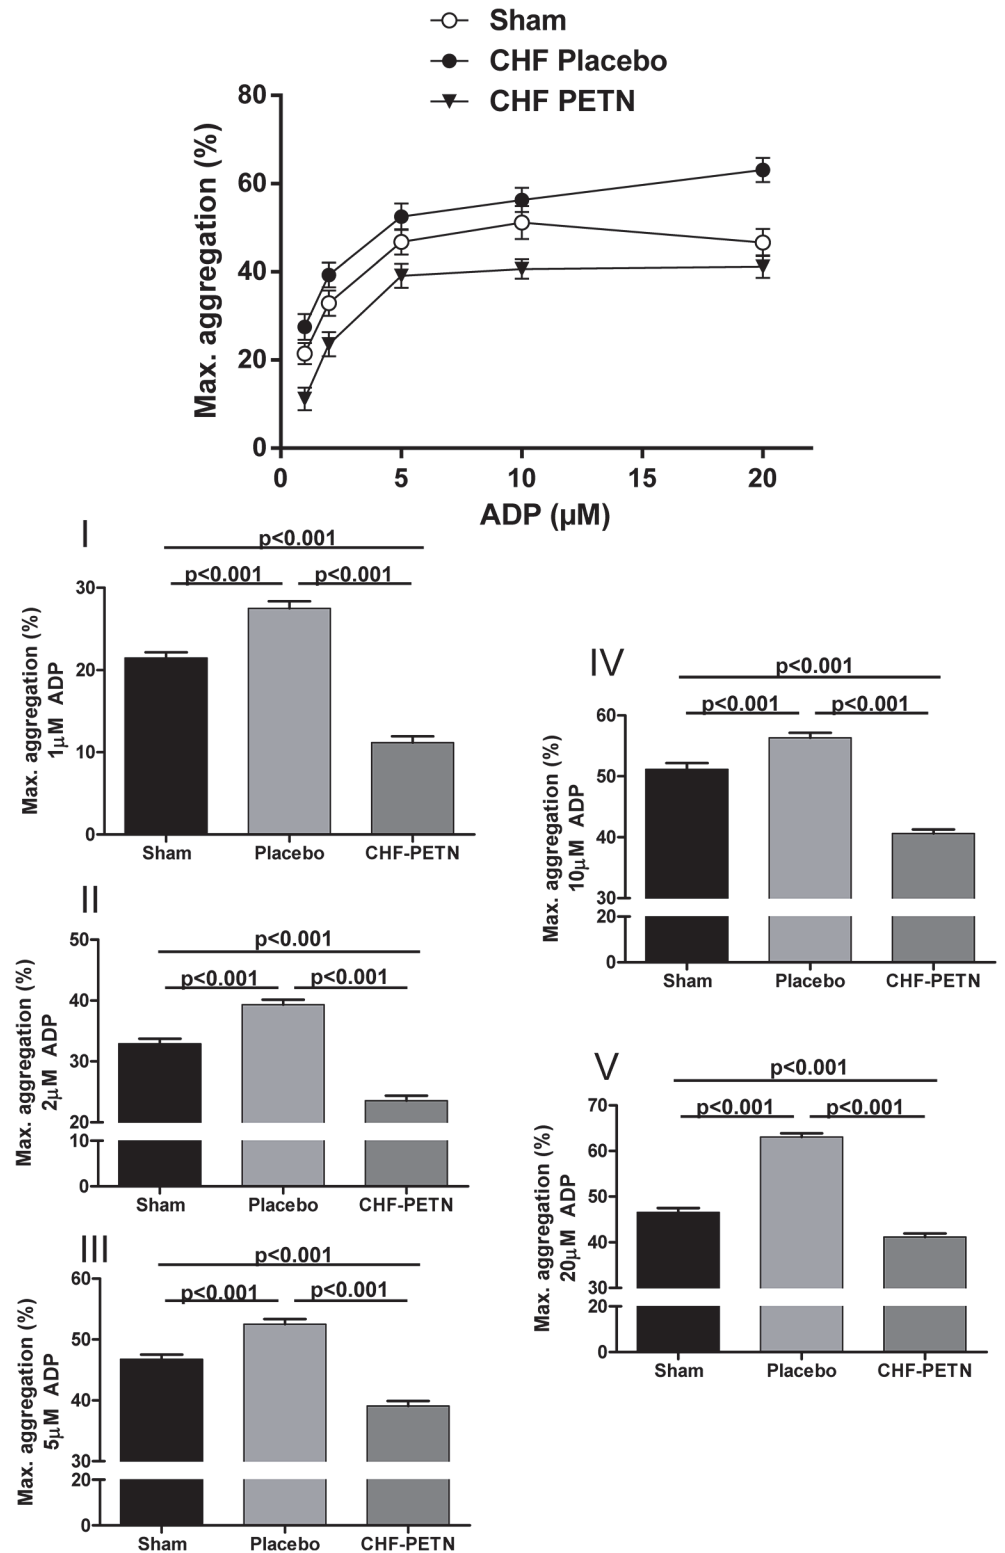 Sham
CHF Placebo
CHF PETN
Max. aggregation (%)
80
60
40
20
0
0 5 10 15 20
ADP (µM)
I
p<0.001
p<0.001 p<0.001
Max. aggregation (%)
1µM ADP
30
20
10
0
Sham Placebo CHF-PETN
II
p<0.001
p<0.001 p<0.001
Max. aggregation (%)
2µM ADP
50
40
30
20
10
0
Sham Placebo CHF-PETN
III
p<0.001
p<0.001 p<0.001
Max. aggregation (%)
5µM ADP
60
50
40
30
20
0
Sham Placebo CHF-PETN
IV
p<0.001
p<0.001 p<0.001
Max. aggregation (%)
10µM ADP
60
50
40
30
20
0
Sham Placebo CHF-PETN
V
p<0.001
p<0.001 p<0.001
Max. aggregation (%)
20µM ADP
70
60
50
40
30
20
0
Sham Placebo CHF-PETN